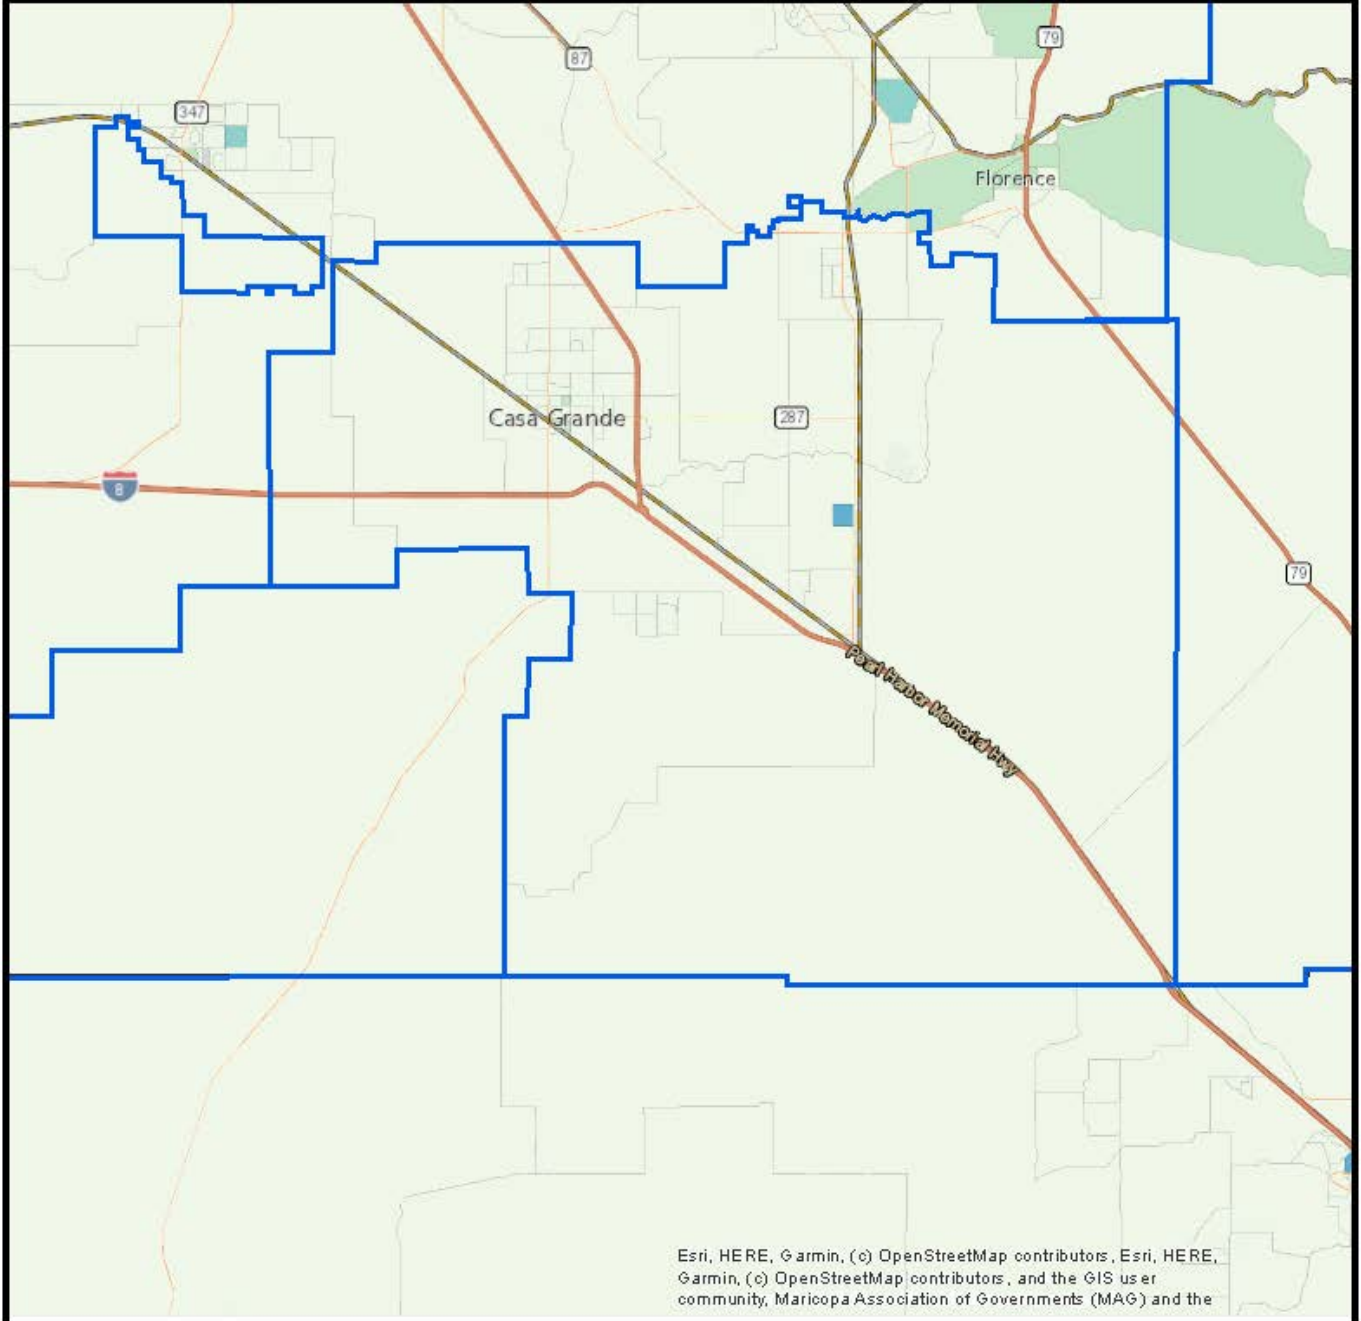 87
79
347
Florence
Casa Grande
287
8
79
Pearl Harbor Memorial Hwy
Esri, HERE, Garmin, (c) OpenStreetMap contributors, Esri, HERE,
Garmin, (c) OpenStreetMap contributors, and the GIS user
community, Maricopa Association of Governments (MAG) and the